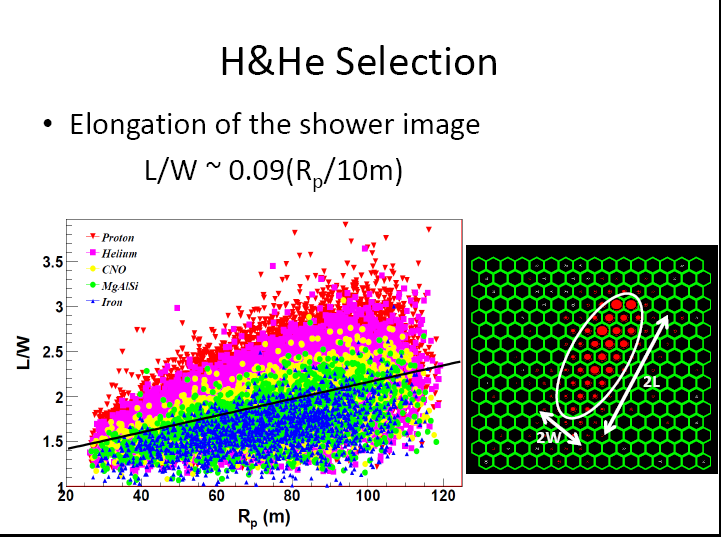 H&He Selection
• Elongation of the shower image
L/W ~ 0.09(Rp/10m)
Proton
Helinm
CNO
MgAlSi
Iron
3.5
3
2.5
2
1.5
1
L/W
20 40 60 80 100 120
Rp (m)
2L
2W